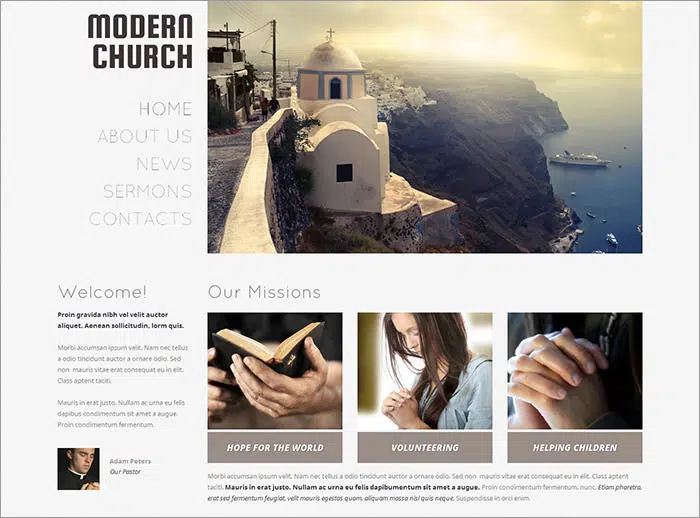 MODERN
CHURCH
HOME
ABOUT US
NEWS
SERMONS
CONTACTS
Welcome!
Proin gravida nibh vel velit auctor
aliquet. Aenean sollicitudin, lorm quis.
Morbi accumsan ipsum velit. Nam nec tellus
a odio tincidunt auctor a ornare odio. Sed
non mauris vitae erat consequat eu in elit.
Class aptent taciti.
Mauris in erat justo. Nullam ac urna eu felis
dapibus condimentum sit amet a augue.
Proin condimentum fermentum.
Adam Peters
Our Pastor
Our Missions
HOPE FOR THE WORLD
VOLUNTEERING
HELPING CHILDREN
Morbi accumsan ipsum velit. Nam nec tellus a odio tincidunt auctor a ornare odio. Sed non mauris vitae erat consequat eu in elit. Class aptent
taciti. Mauris in erat justo. Nullam ac urna eu felis dapibumentum sit amet a augue. Proin condimentum fermentum, nunc. Etiam pharetra,
erat sed fermentum feugiat, velit mauris egestas quam, aliquam massa nisl quis neque. Suspendisse in orci enim.